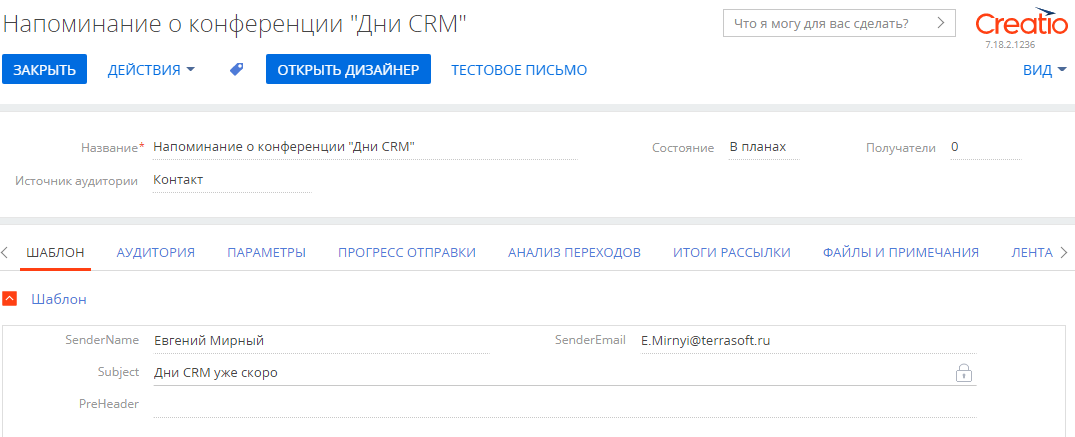 Напоминание о конференции "Дни CRM"
Что я могу для вас сделать?
Creatio
7.18.2.1236
ЗАКРЫТЬ ДЕЙСТВИЯ ОТКРЫТЬ ДИЗАЙНЕР ТЕСТОВОЕ ПИСЬМО ВИД
Название* Напоминание о конференции "Дни CRM" Состояние В планах Получатели 0
Источник аудитории Контакт
ШАБЛОН АУДИТОРИЯ ПАРАМЕТРЫ ПРОГРЕСС ОТПРАВКИ АНАЛИЗ ПЕРЕХОДОВ ИТОГИ РАССЫЛКИ ФАЙЛЫ И ПРИМЕЧАНИЯ ЛЕНТА
Шаблон
SenderName Евгений Мирный SenderEmail E.Mirnyi@terrasoft.ru
Subject Дни CRM уже скоро
PreHeader